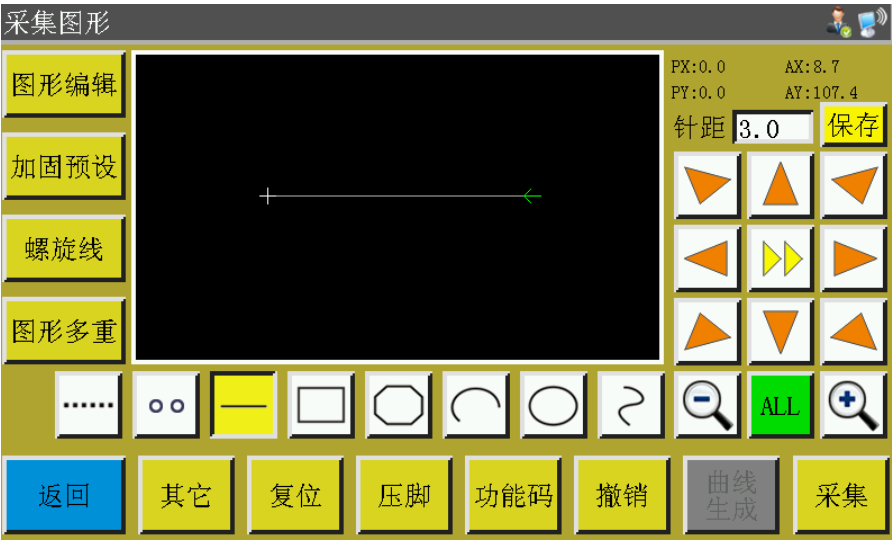 采集图形
图形编辑
PX:0.0 AX:8.7
PY:0.0 AY:107.4
针距 3.0 保存
加固预设
螺旋线
图形多重
ALL
返回 其它 复位 压脚 功能码 撤销 曲线
生成 采集